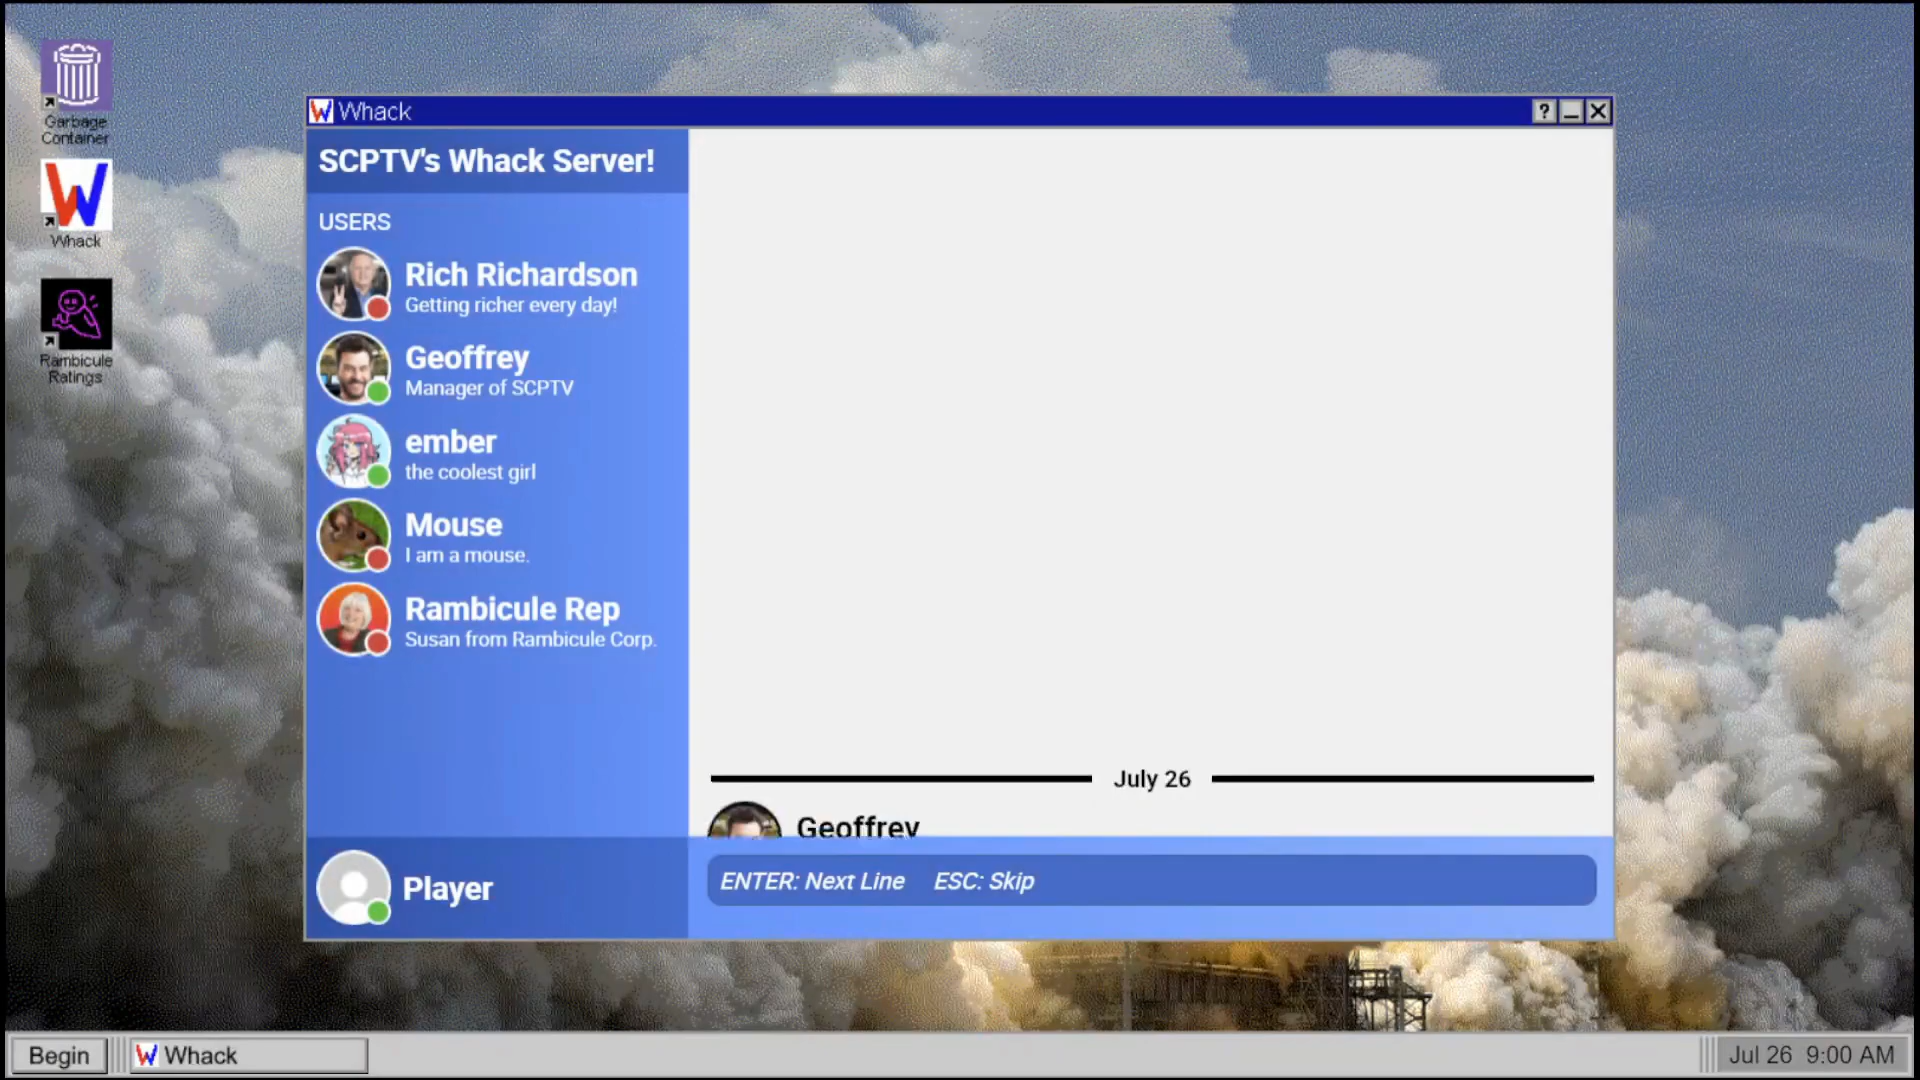 Garbage
Container
Whack
Rambicule
Ratings
Whack
SCPTV's Whack Server!
USERS
Rich Richardson
Getting richer every day!
Geoffrey
Manager of SCPTV
ember
the coolest girl
Mouse
I am a mouse.
Rambicule Rep
Susan from Rambicule Corp.
Player
July 26
Geoffrey
ENTER: Next Line ESC: Skip
Begin
Whack
Jul 26 9:00 AM